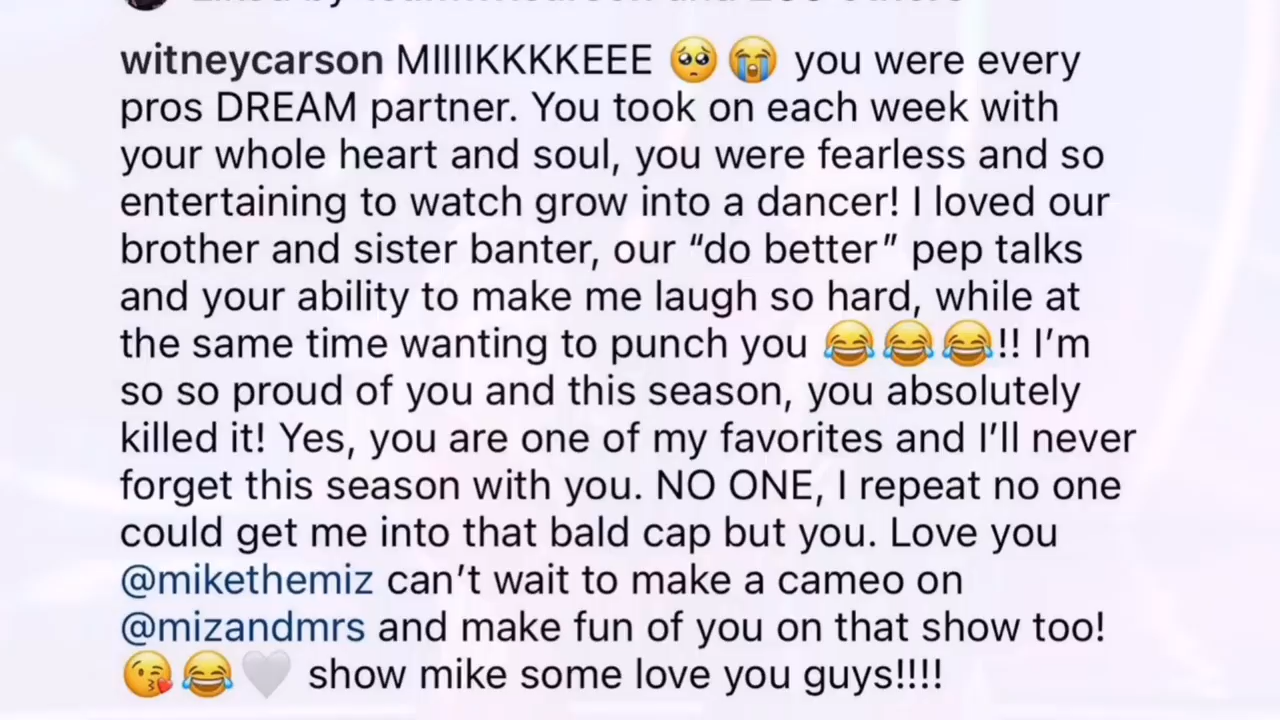 witneycarson MIIIIKKKKEEE 🥺😭 you were every
pros DREAM partner. You took on each week with
your whole heart and soul, you were fearless and so
entertaining to watch grow into a dancer! I loved our
brother and sister banter, our “do better” pep talks
and your ability to make me laugh so hard, while at
the same time wanting to punch you 😂😂😂!! I’m
so so proud of you and this season, you absolutely
killed it! Yes, you are one of my favorites and I’ll never
forget this season with you. NO ONE, I repeat no one
could get me into that bald cap but you. Love you
@mikethemiz can’t wait to make a cameo on
@mizandmrs and make fun of you on that show too!
😘😂🤍 show mike some love you guys!!!!